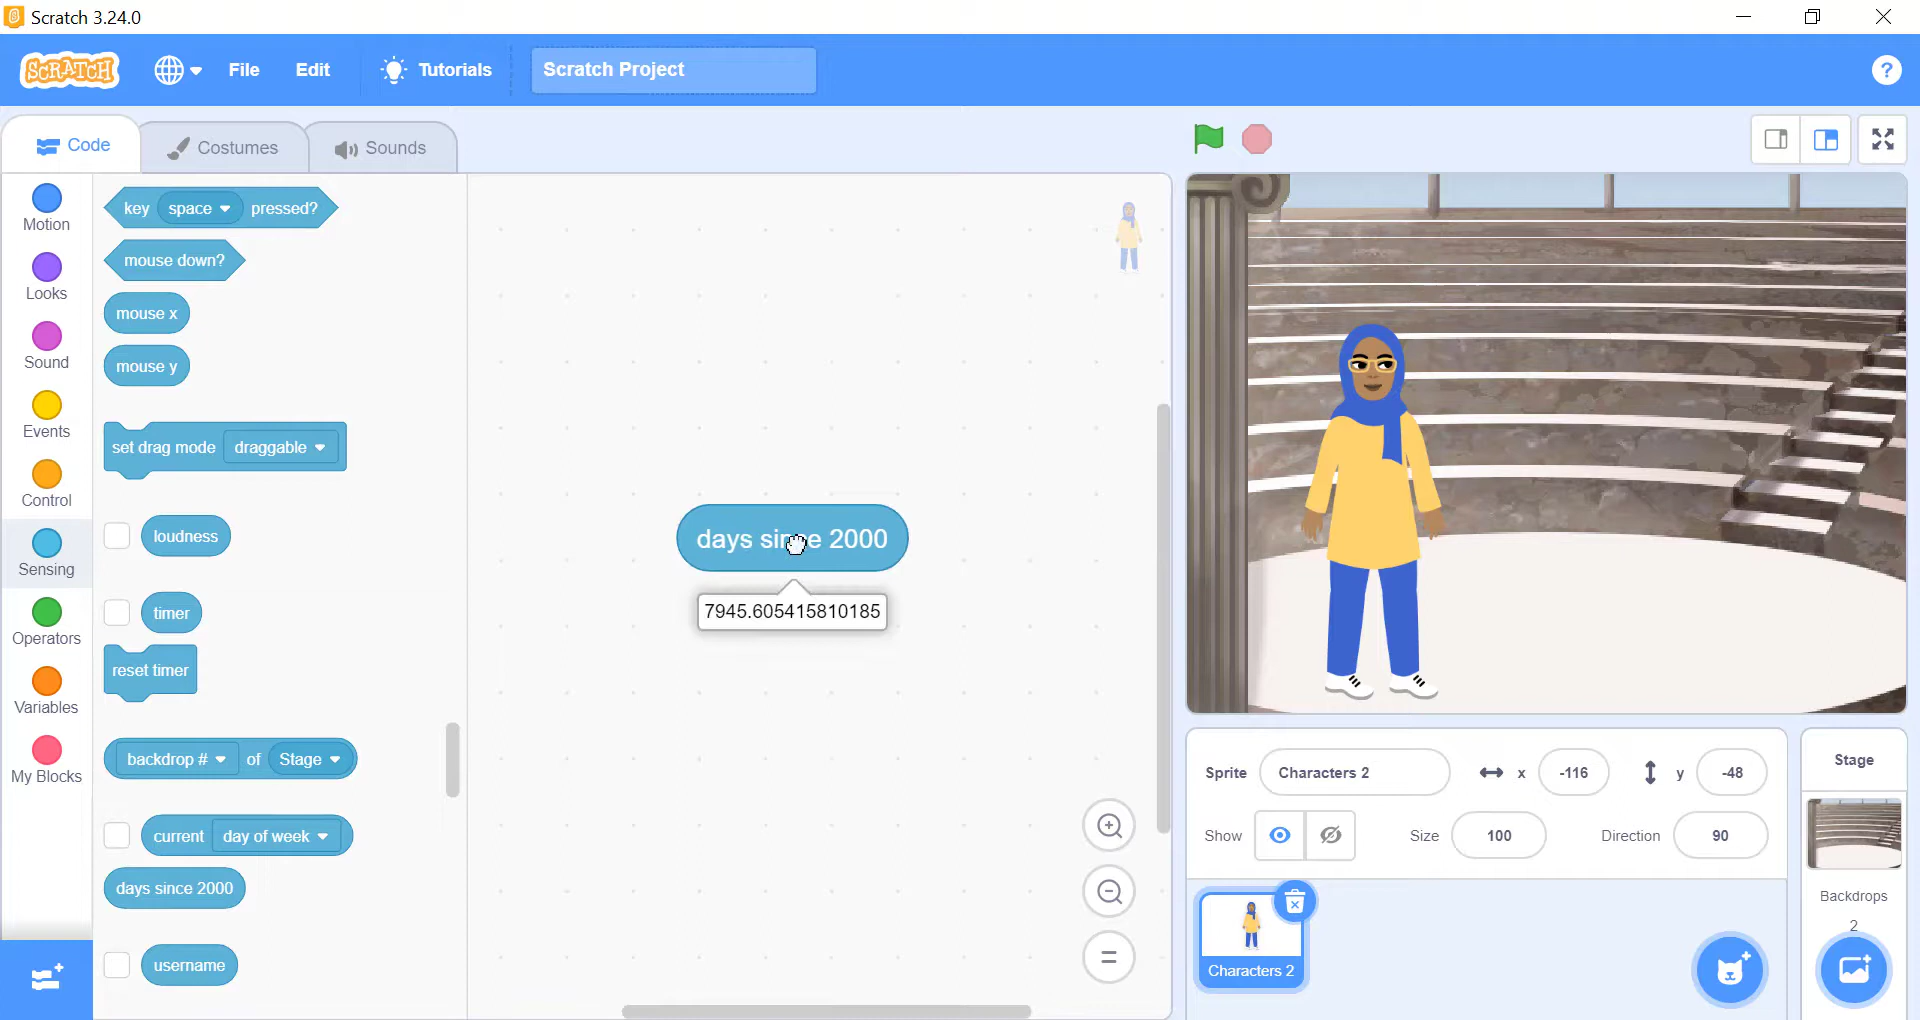 Scratch 3.24.0
SCRATCH File Edit Tutorials Scratch Project ?
Code Costumes Sounds
Motion
Looks
Sound
Events
Control
Sensing
Operators
Variables
My Blocks
key space pressed?
mouse down?
mouse x
mouse y
set drag mode draggable
loudness
timer
reset timer
backdrop # of Stage
current day of week
days since 2000
username
days since 2000
7945.605415810185
Sprite Characters 2 x -116 y -48
Show Size 100 Direction 90
Characters 2
Stage
Backdrops
2